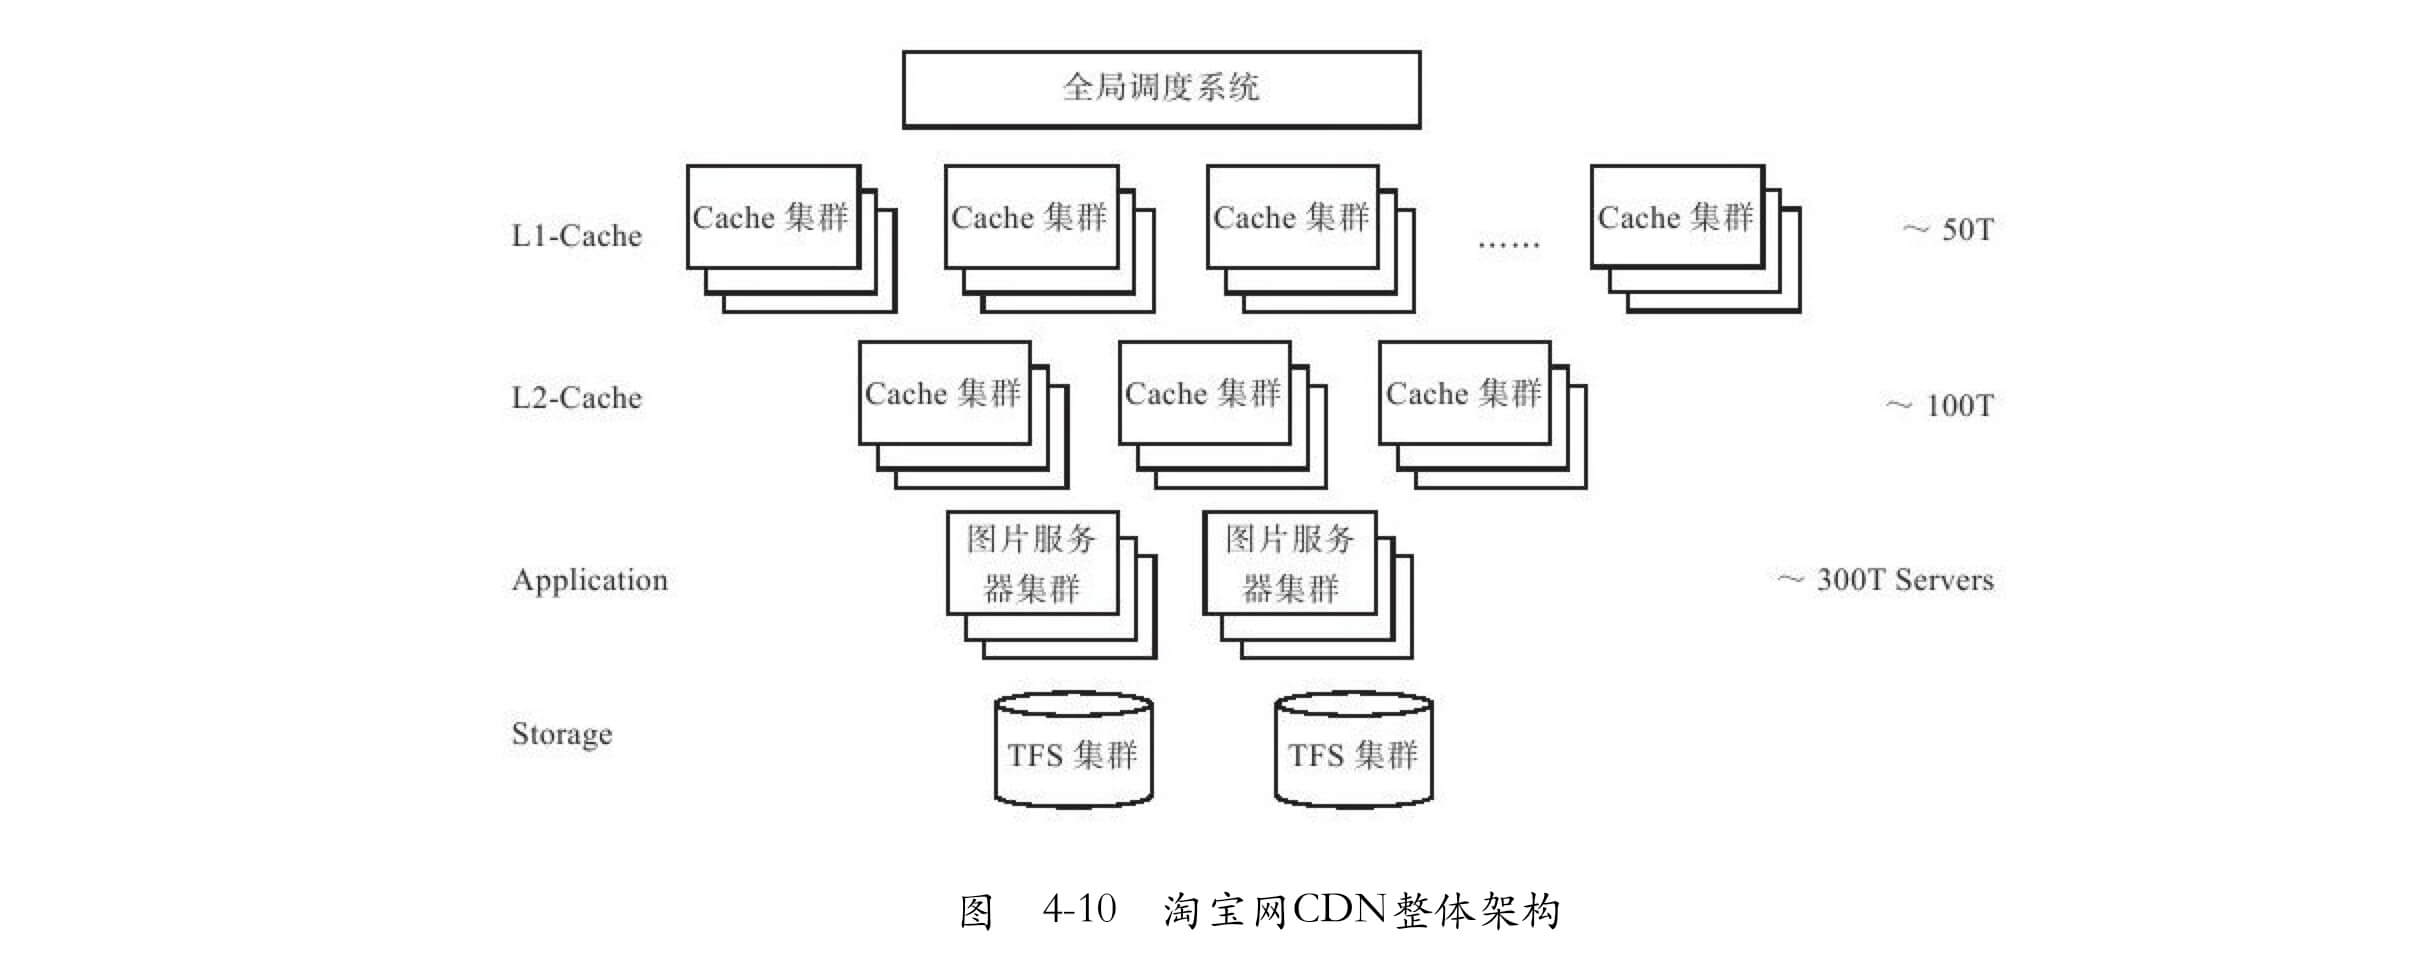 全局调度系统
L1-Cache Cache 集群 Cache 集群 Cache 集群 …… Cache 集群 ～ 50T
L2-Cache Cache 集群 Cache 集群 Cache 集群 ～ 100T
Application 图片服务器集群 图片服务器集群 ～ 300T Servers
Storage TFS 集群 TFS 集群
图 4-10 淘宝网CDN整体架构